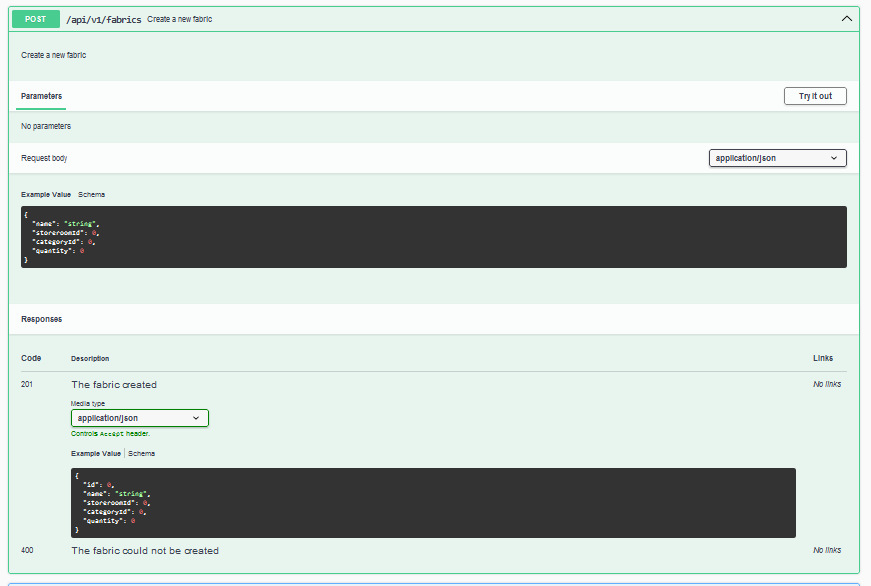 POST /api/v1/fabrics Create a new fabric
Create a new fabric
Parameters
Try it out
No parameters
Request body
application/json
Example Value Schema
{
"name": "string",
"storeroomId": 0,
"categoryId": 0,
"quantity": 0
}
Responses
Code Description Links
201 The fabric created No links
Media type
application/json
Controls Accept header.
Example Value Schema
{
"id": 0,
"name": "string",
"storeroomId": 0,
"categoryId": 0,
"quantity": 0
}
400 The fabric could not be created No links